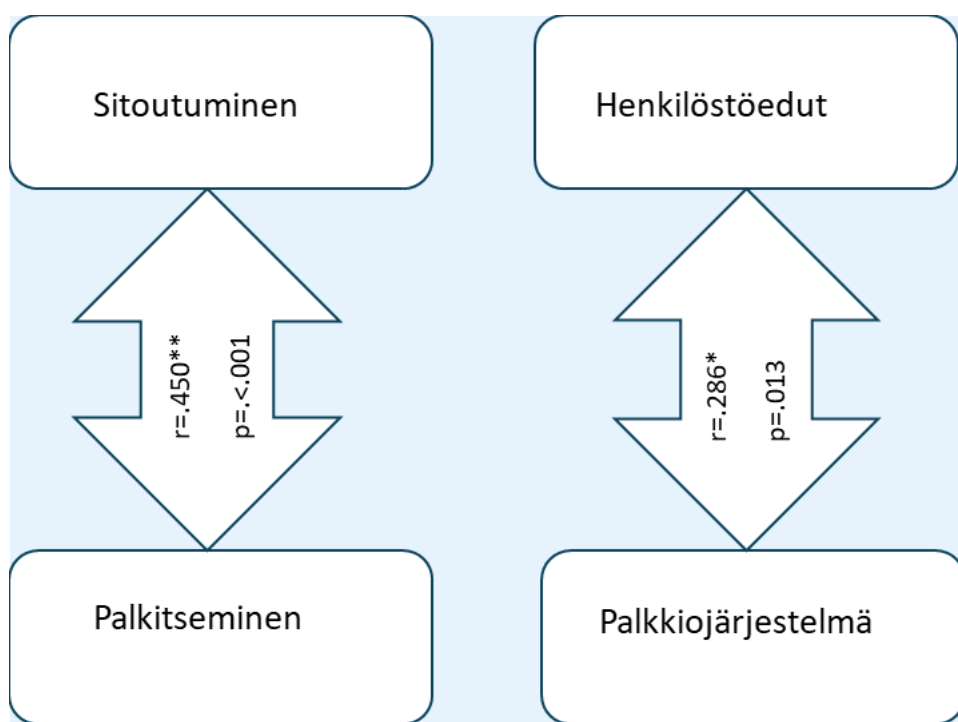 Sitoutuminen
Henkilöstöedut
r=.450**
p=.<.001
r=.286*
p=.013
Palkitseminen
Palkkiojärjestelmä